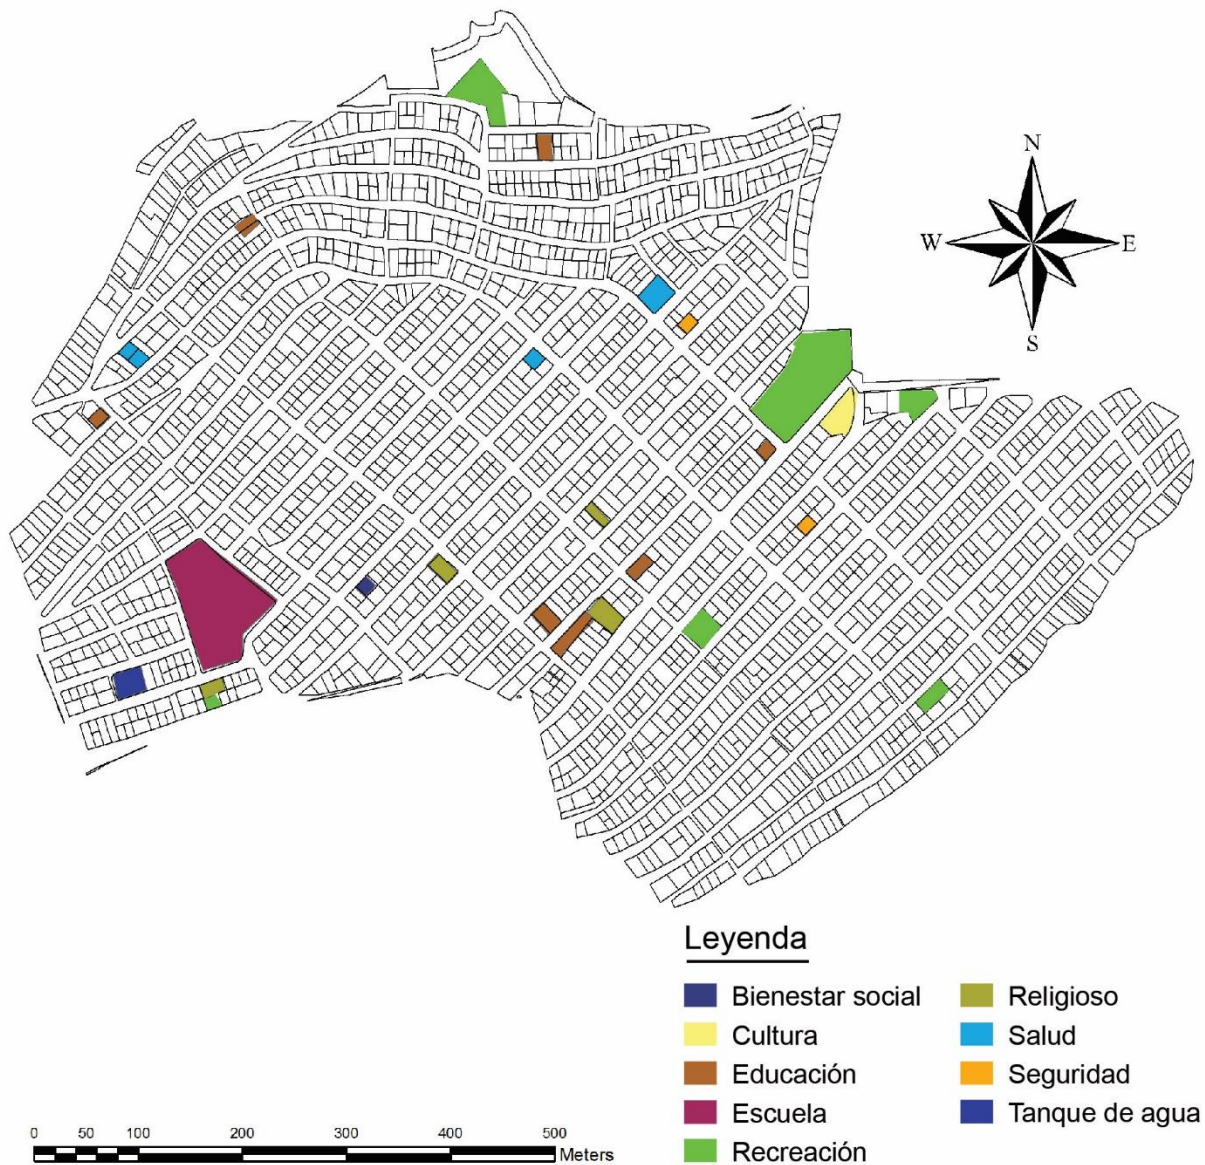 N
W E
S
Leyenda
Bienestar social
Cultura
Educación
Escuela
Recreación
Religioso
Salud
Seguridad
Tanque de agua
0 50 100 200 300 400 500
Meters